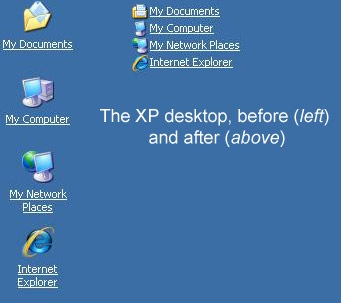 My Documents
My Computer
My Network
Places
Internet
Explorer
My Documents
My Computer
My Network Places
Internet Explorer
The XP desktop, before (left)
and after (above)